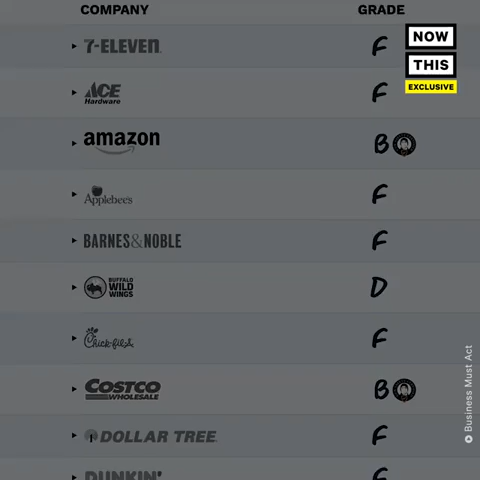 COMPANY GRADE
7-ELEVEN F
NOW
THIS
EXCLUSIVE
ACE
Hardware F
amazon B
Applebee's F
BARNES&NOBLE F
BUFFALO
WILD
WINGS D
Chick-fil-A F
COSTCO
WHOLESALE B
DOLLAR TREE F
DUNKIN' F
Business Must Act